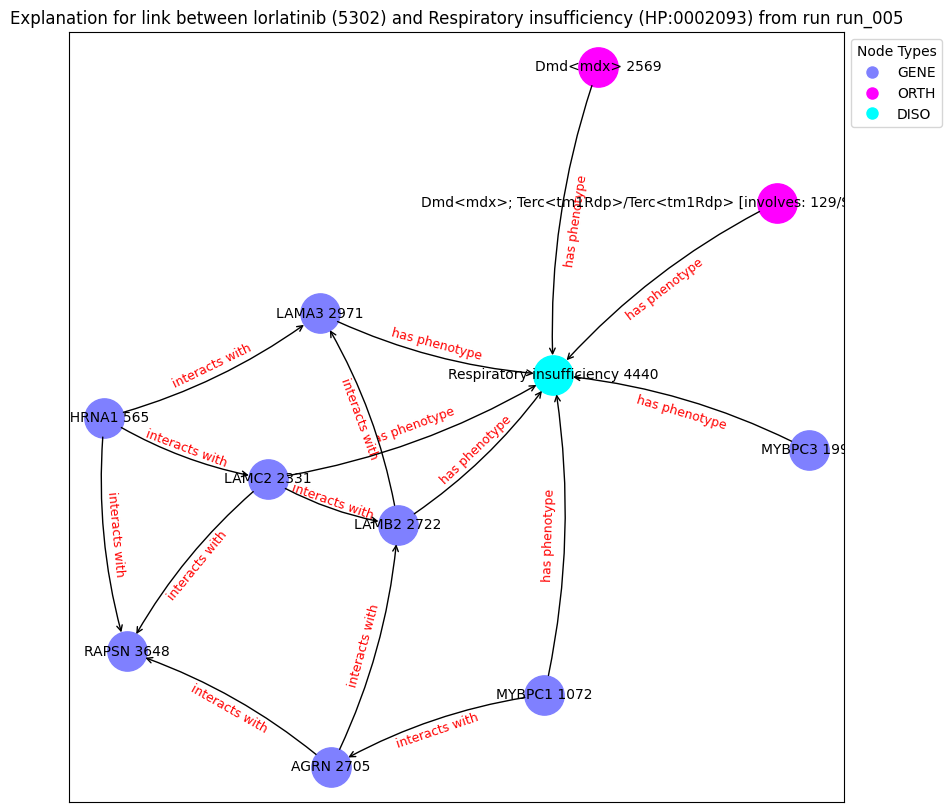 Explanation for link between lorlatinib (5302) and Respiratory insufficiency (HP:0002093) from run run_005
Node Types
GENE
ORTH
DISO
Dmd<mdx> 2569
has phenotype
Dmd<mdx>; Terc<tm1Rdp>/Terc<tm1Rdp> [involves: 129/
has phenotype
LAMA3 2971
has phenotype
interacts with
Respiratory insufficiency 4440
HRNA1 565
interacts with
interacts with
as phenotype
has phenotype
has phenotype
MYBPC3 199
LAMC2 2331
interacts with
LAMB2 2722
interacts with
interacts with
has phenotype
RAPSN 3648
interacts with
interacts with
MYBPC1 1072
interacts with
AGRN 2705